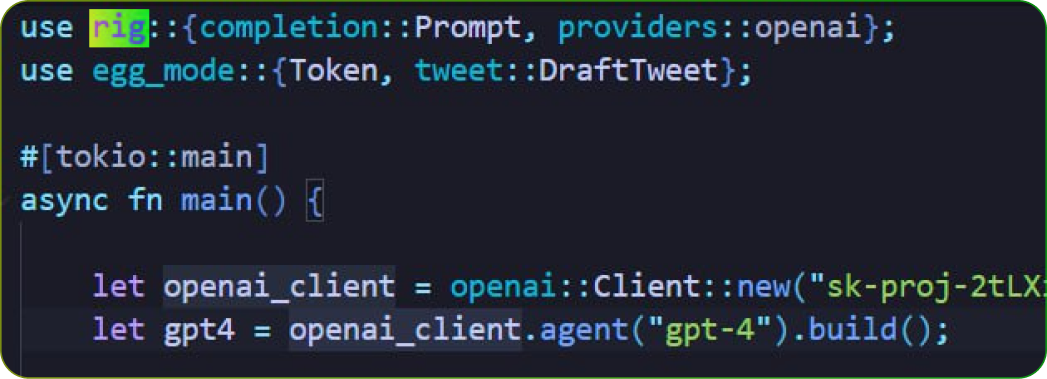 use rig::{completion::Prompt, providers::openai};
use egg_mode::{Token, tweet::DraftTweet};
#[tokio::main]
async fn main() {
let openai_client = openai::Client::new("sk-proj-2tLX
let gpt4 = openai_client.agent("gpt-4").build();